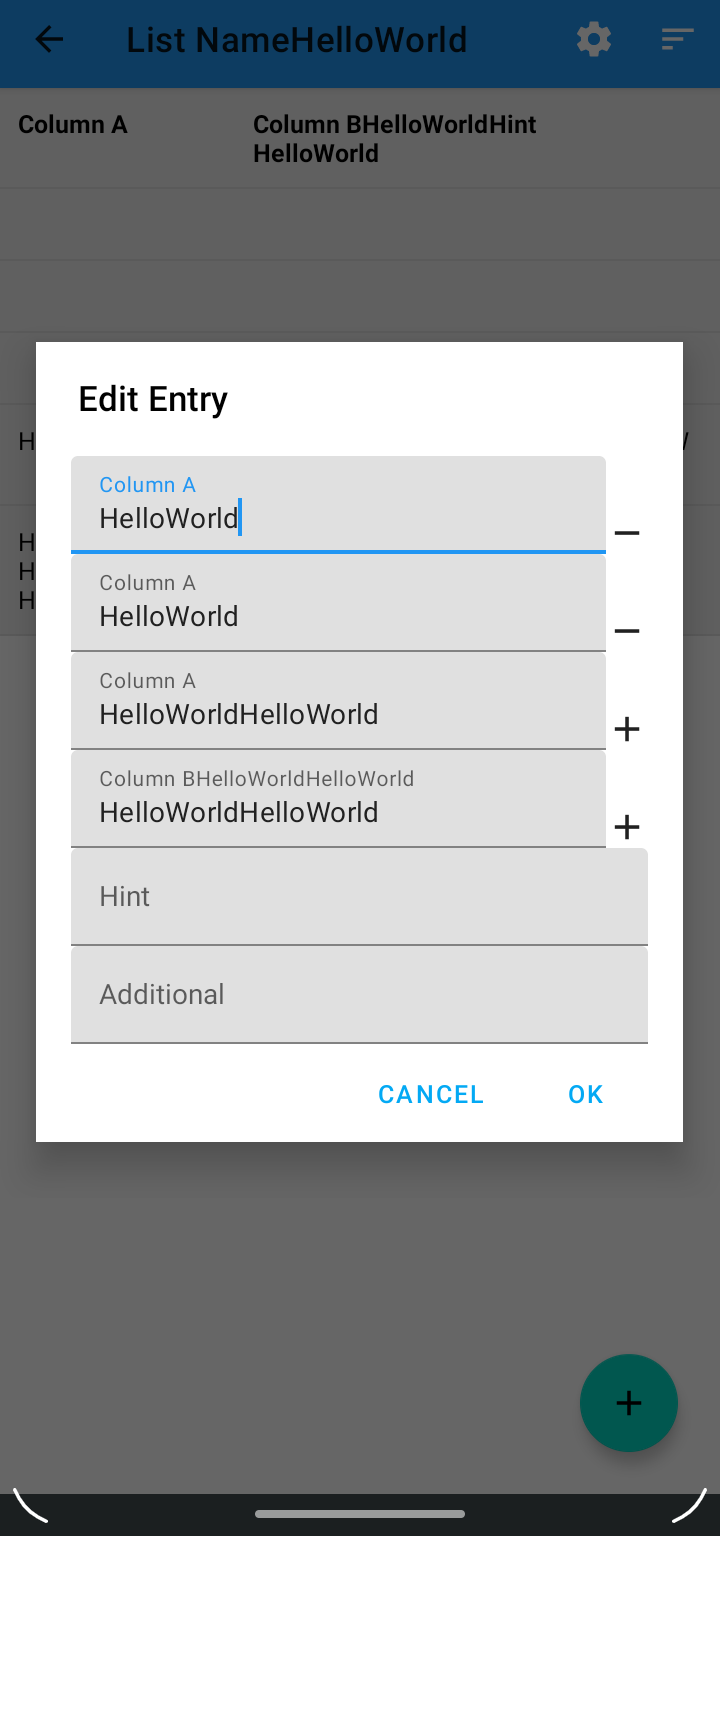 List NameHelloWorld
Column A
Column BHelloWorldHint
HelloWorld
Edit Entry
Column A
HelloWorld
Column A
HelloWorld
Column A
HelloWorldHelloWorld
Column BHelloWorldHelloWorld
HelloWorldHelloWorld
Hint
Additional
H
H
H
H
CANCEL
OK